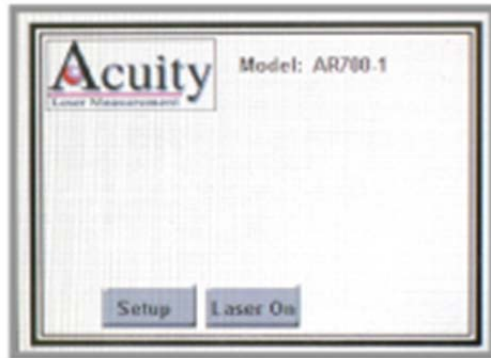 Acuity
Laser Measurement
Model: AR700-1
Setup
Laser On